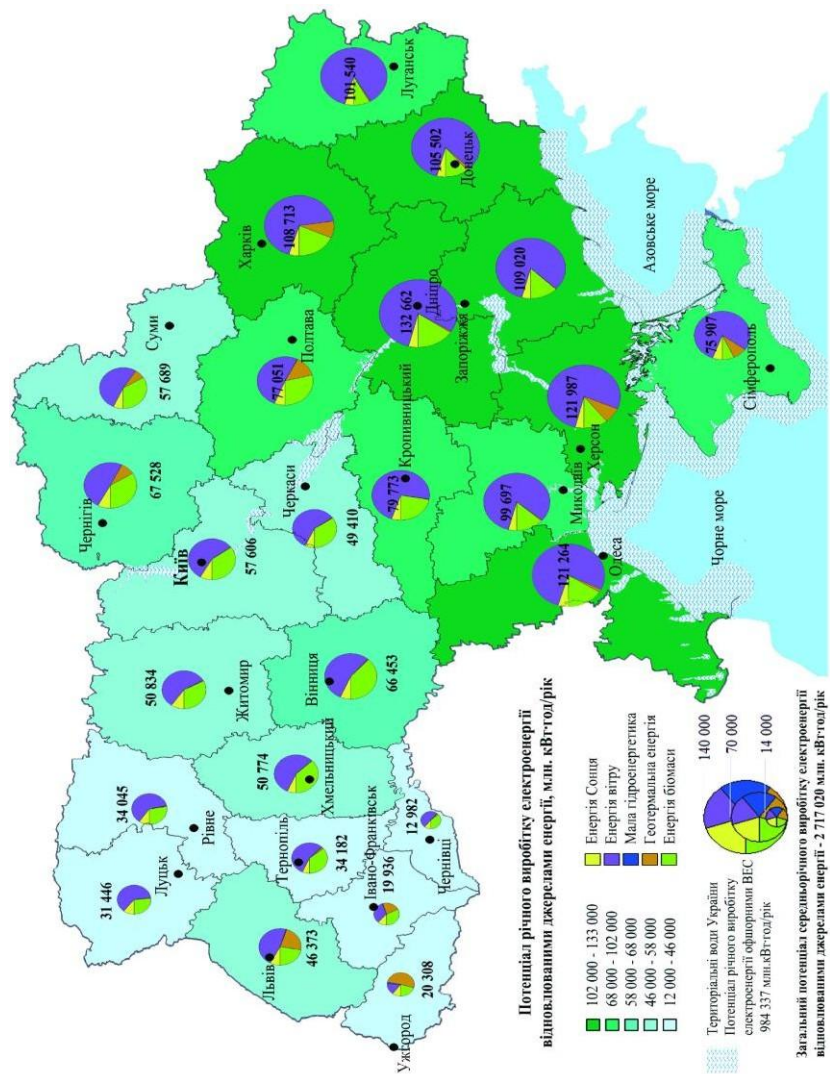 Луцьк
31 446
Рівне
34 045
Житомир
50 834
Київ
57 606
Чернігів
67 528
Суми
57 689
Львів
46 373
Тернопіль
34 182
Хмельницький
50 774
Вінниця
66 453
Черкаси
49 410
Полтава
77 051
Харків
108 713
Луганськ
101 540
Ужгород
20 308
Івано-Франківськ
19 936
Чернівці
12 982
Кропивницький
79 773
Дніпро
132 662
Донецьк
105 502
Запоріжжя
109 020
Одеса
121 264
Миколаїв
99 697
Херсон
121 987
Сімферополь
75 907
Азовське море
Чорне море
Потенціал річного виробітку електроенергії
відновлюваними джерелами енергії, млн. кВт·год/рік
102 000 - 133 000
68 000 - 102 000
58 000 - 68 000
46 000 - 58 000
12 000 - 46 000
Енергія Сонця
Енергія вітру
Мала гідроенергетика
Геотермальна енергія
Енергія біомаси
Територіальні води України
Потенціал річного виробітку
електроенергії офшорними ВЕС
984 337 млн.кВт·год/рік
140 000
70 000
14 000
Загальний потенціал середньорічного виробітку електроенергії
відновлюваними джерелами енергії - 2 717 020 млн. кВт·год/рік